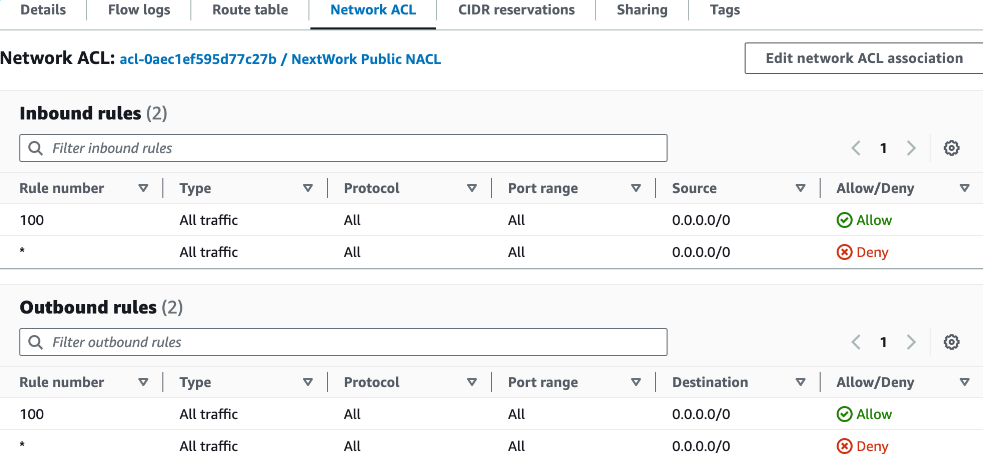 Details Flow logs Route table Network ACL CIDR reservations Sharing Tags
Network ACL: acl-0aec1ef595d77c27b / NextWork Public NACL Edit network ACL association
Inbound rules (2)
Filter inbound rules 1
Rule number Type Protocol Port range Source Allow/Deny
100 All traffic All All 0.0.0.0/0 Allow
* All traffic All All 0.0.0.0/0 Deny
Outbound rules (2)
Filter outbound rules 1
Rule number Type Protocol Port range Destination Allow/Deny
100 All traffic All All 0.0.0.0/0 Allow
* All traffic All All 0.0.0.0/0 Deny